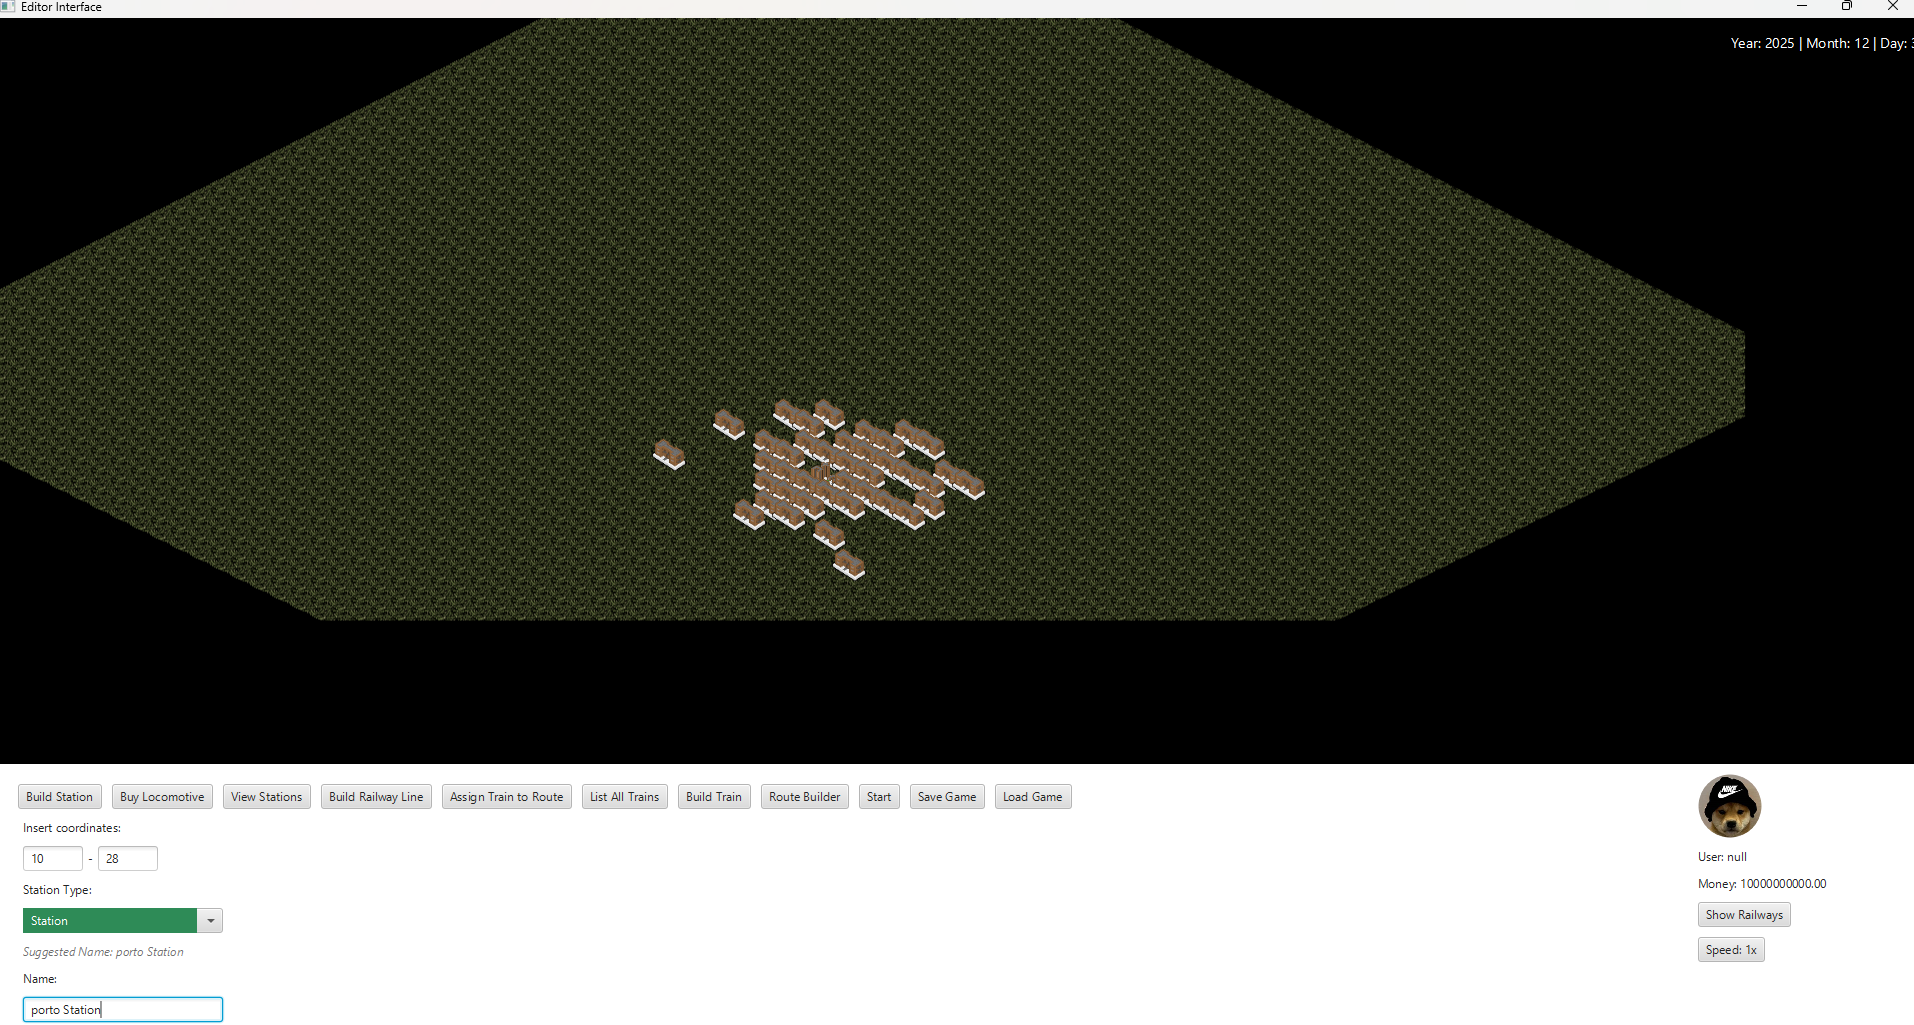 Editor Interface
Year: 2025 | Month: 12 | Day:
Build Station
Buy Locomotive
View Stations
Build Railway Line
Assign Train to Route
List All Trains
Build Train
Route Builder
Start
Save Game
Load Game
Insert coordinates:
10 - 28
Station Type:
Station
Suggested Name: porto Station
Name:
porto Station
NIKE
User: null
Money: 10000000000.00
Show Railways
Speed: 1x